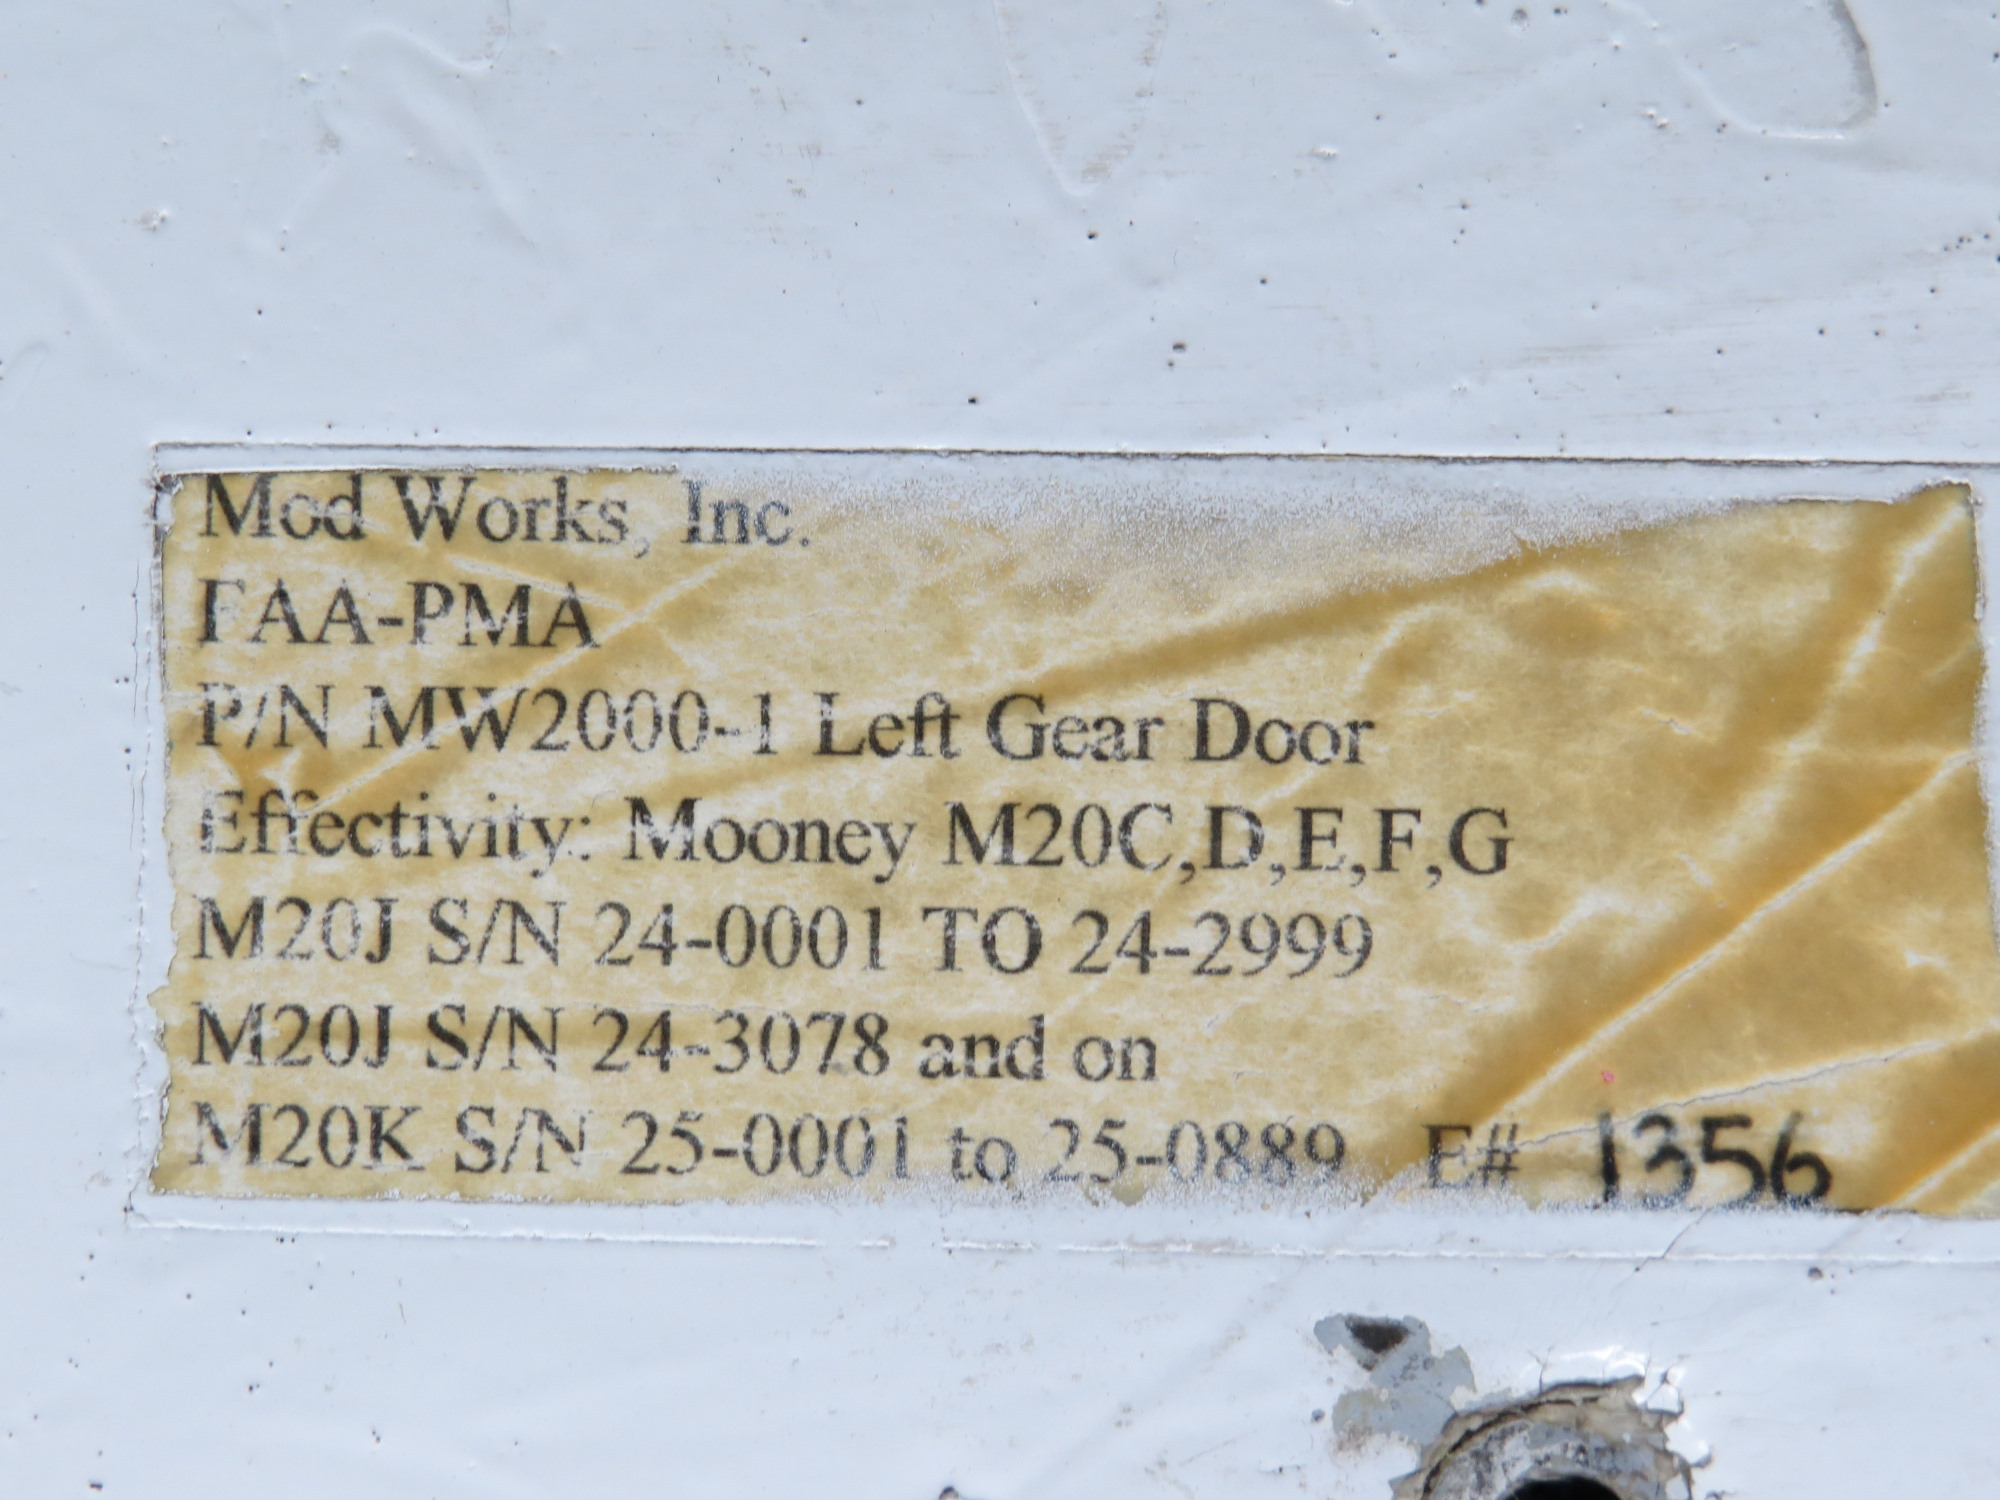 Mod Works, Inc.
FAA-PMA
P/N MW2000-1 Left Gear Door
Effectivity: Mooney M20C,D,E,F,G
M20J S/N 24-0001 TO 24-2999
M20J S/N 24-3078 and on
M20K S/N 25-0001 to 25-0889 E# 1356